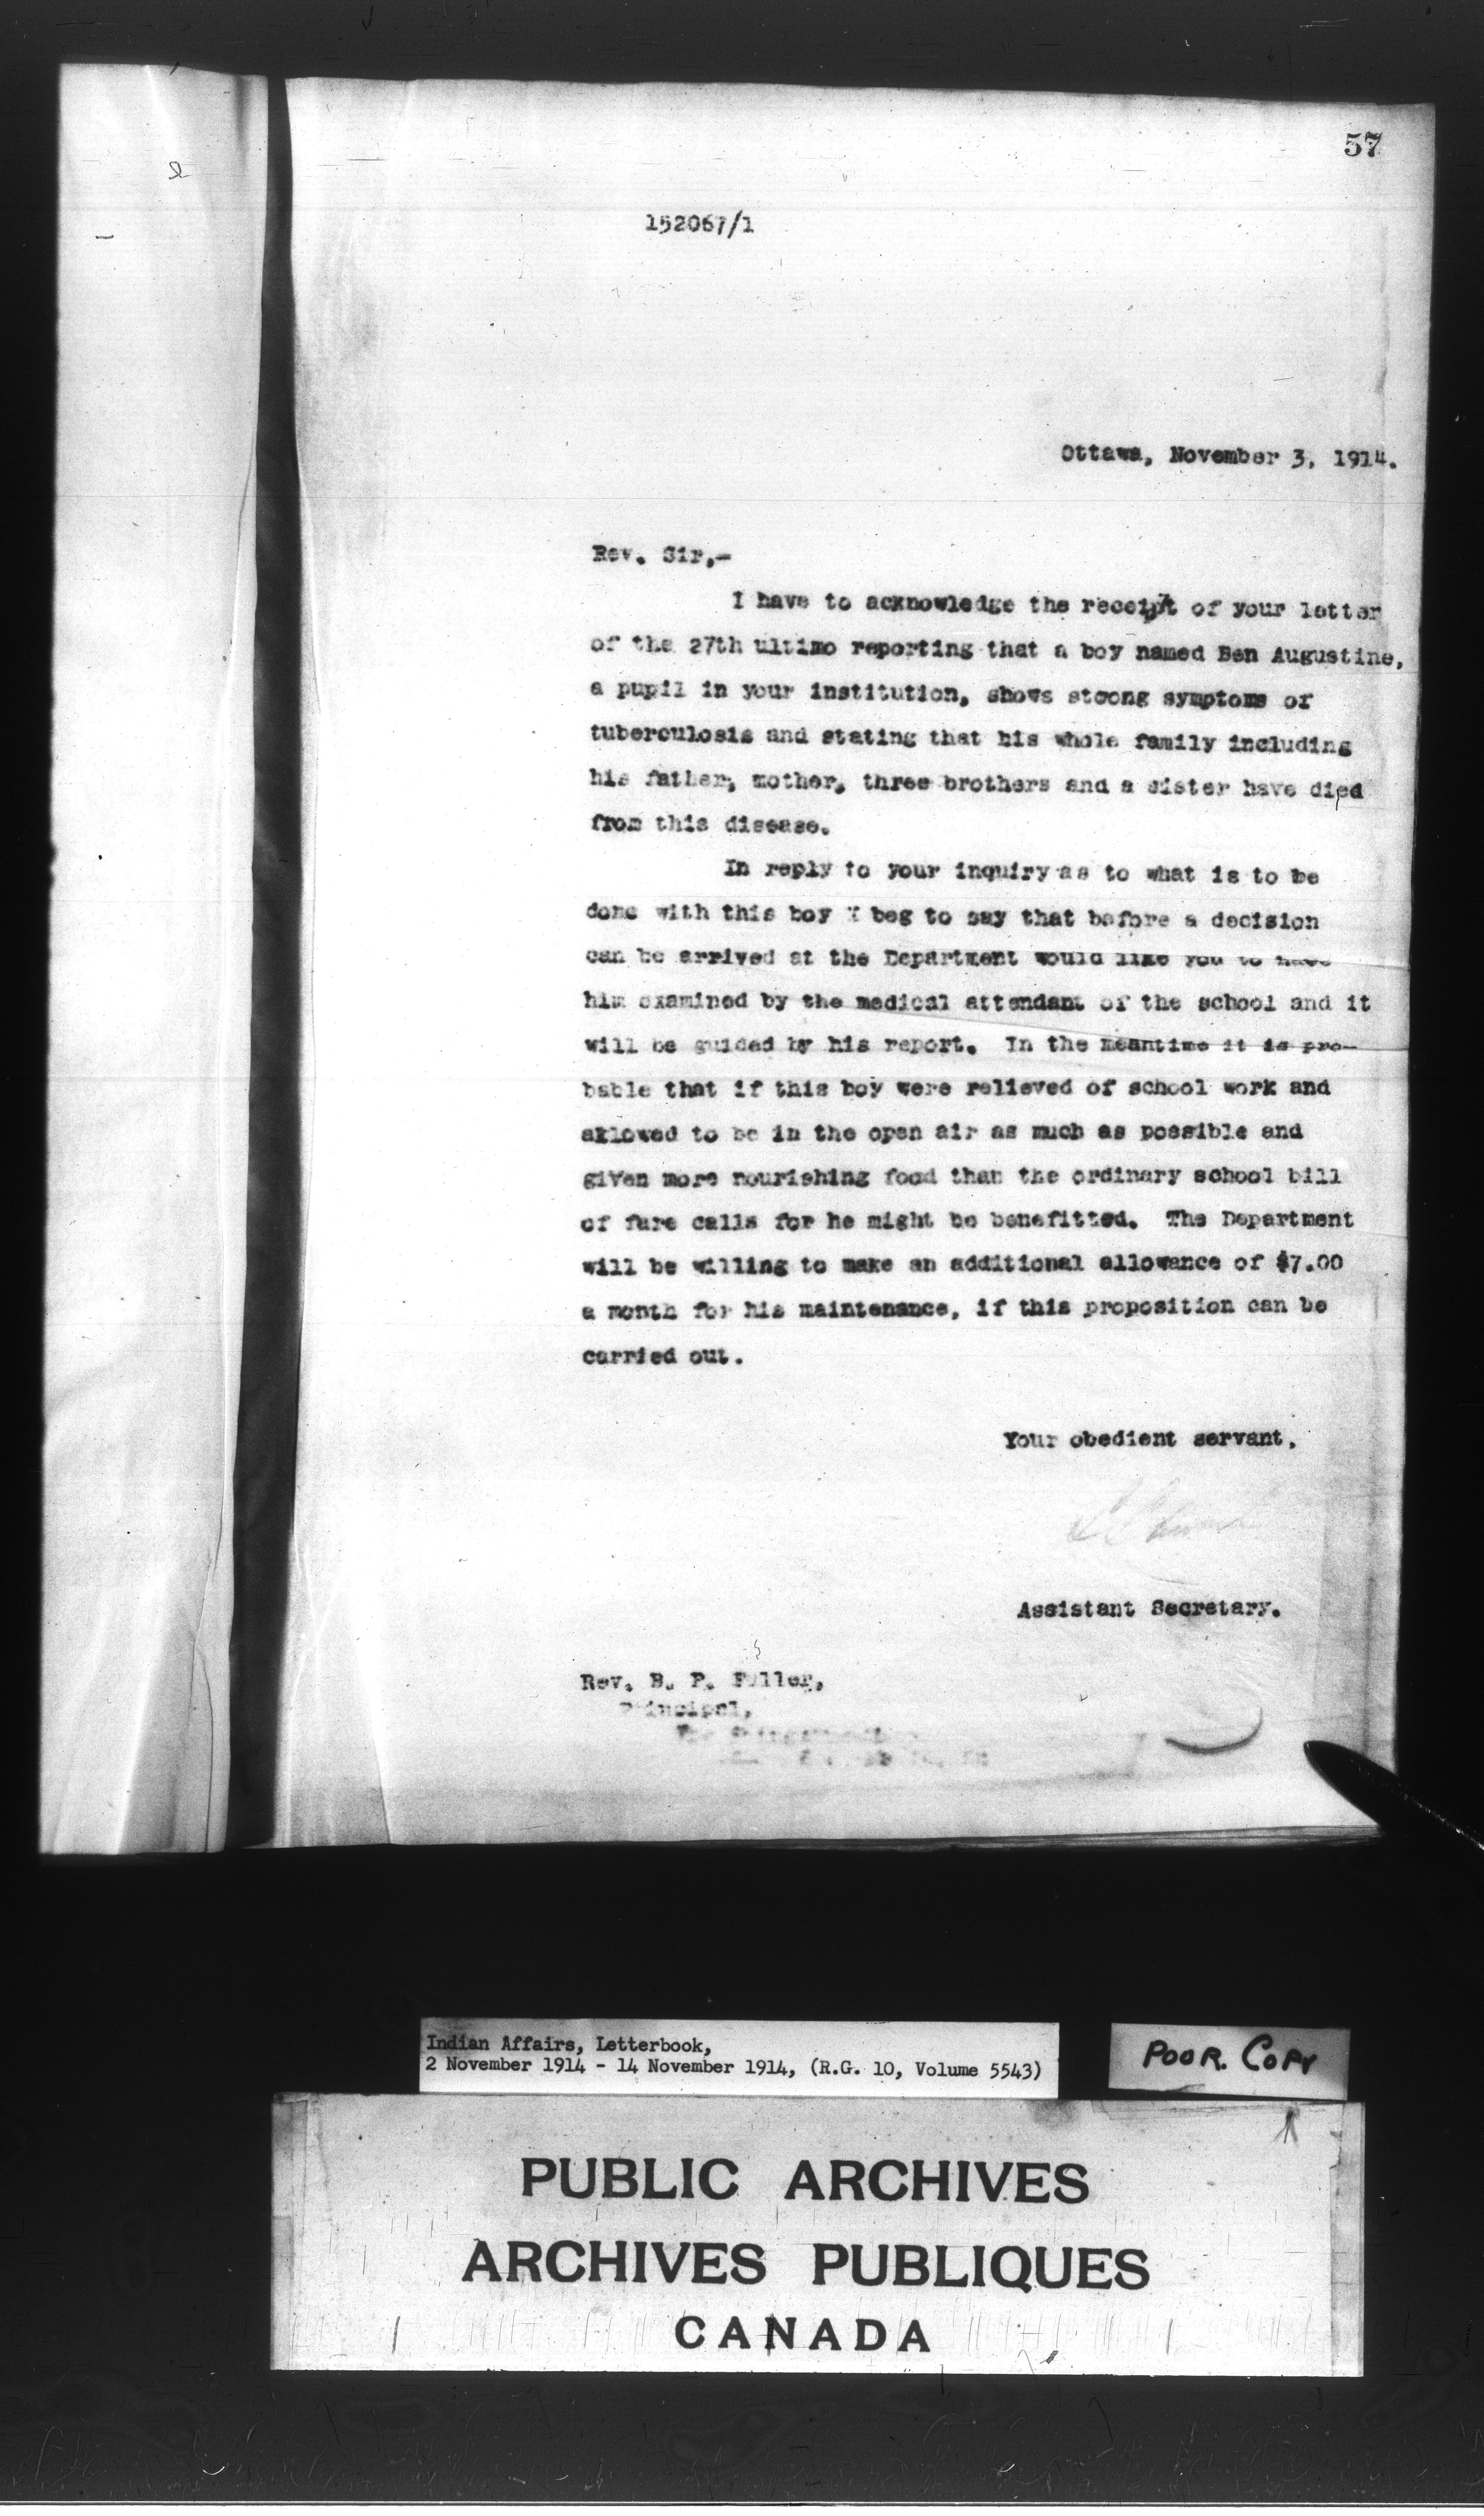 57
152067/1
Ottawa, November 3, 1914.
Rev. Sir,-
I have to acknowledge the receipt of your letter
of the 27th ultimo reporting that a boy named Ben Augustine,
a pupil in your institution, shows stoong symptoms of
tuberculosis and stating that his whole family including
his father, mother, three brothers and a sister have died
from this disease.
In reply to your inquiry as to what is to be
done with this boy I beg to say that before a decision
can be arrived at the Department would like you to have
him examined by the medical attendant of the school and it
will be guided by his report. In the meantime it is pro-
bable that if this boy were relieved of school work and
allowed to be in the open air as much as possible and
given more nourishing food than the ordinary school bill
of fare calls for he might be benefitted. The Department
will be willing to make an additional allowance of $7.00
a month for his maintenance, if this proposition can be
carried out.
Your obedient servant,
Assistant Secretary.
Rev. B. P. Fuller,
Principal,
Indian Affairs, Letterbook,
2 November 1914 - 14 November 1914, (R.G. 10, Volume 5543)
POOR. COPY
PUBLIC ARCHIVES
ARCHIVES PUBLIQUES
CANADA